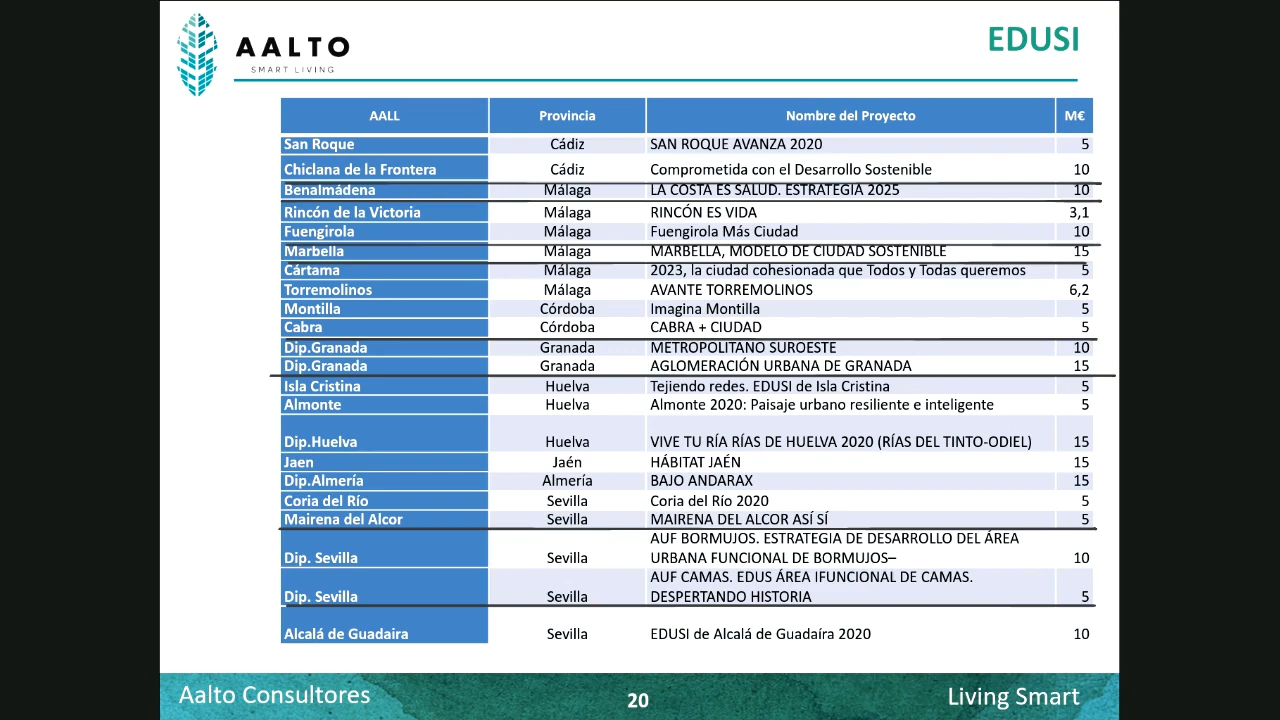 AALTO
SMART LIVING
EDUSI
AALL Provincia Nombre del Proyecto M€
San Roque Cádiz SAN ROQUE AVANZA 2020 5
Chiclana de la Frontera Cádiz Comprometida con el Desarrollo Sostenible 10
Benalmádena Málaga LA COSTA ES SALUD. ESTRATEGIA 2025 10
Rincón de la Victoria Málaga RINCÓN ES VIDA 3,1
Fuengirola Málaga Fuengirola Más Ciudad 10
Marbella Málaga MARBELLA, MODELO DE CIUDAD SOSTENIBLE 15
Cártama Málaga 2023, la ciudad cohesionada que Todos y Todas queremos 5
Torremolinos Málaga AVANTE TORREMOLINOS 6,2
Montilla Córdoba Imagina Montilla 5
Cabra Córdoba CABRA + CIUDAD 5
Dip.Granada Granada METROPOLITANO SUROESTE 10
Dip.Granada Granada AGLOMERACIÓN URBANA DE GRANADA 15
Isla Cristina Huelva Tejiendo redes. EDUSI de Isla Cristina 5
Almonte Huelva Almonte 2020: Paisaje urbano resiliente e inteligente 5
Dip.Huelva Huelva VIVE TU RÍA RÍAS DE HUELVA 2020 (RÍAS DEL TINTO-ODIEL) 15
Jaen Jaén HÁBITAT JAÉN 15
Dip.Almería Almería BAJO ANDARAX 15
Coria del Río Sevilla Coria del Río 2020 5
Mairena del Alcor Sevilla MAIRENA DEL ALCOR ASÍ SÍ 5
AUF BORMUJOS. ESTRATEGIA DE DESARROLLO DEL ÁREA
Dip. Sevilla Sevilla URBANA FUNCIONAL DE BORMUJOS– 10
AUF CAMAS. EDUS ÁREA IFUNCIONAL DE CAMAS.
Dip. Sevilla Sevilla DESPERTANDO HISTORIA 5
Alcalá de Guadaira Sevilla EDUSI de Alcalá de Guadaíra 2020 10
Aalto Consultores 20 Living Smart